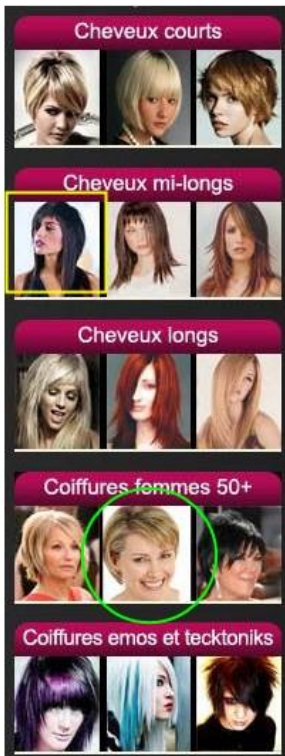 Cheveux courts
Cheveux mi-longs
Cheveux longs
Coiffures femmes 50+
Coiffures emos et tecktoniks